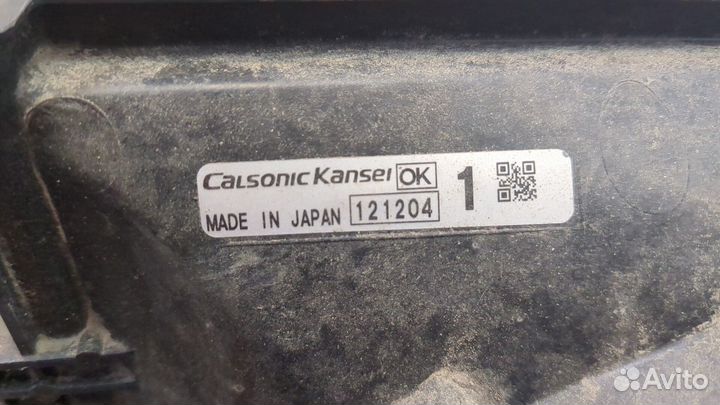 Calsonic Kansei OK 1
MADE IN JAPAN 121204
Avito